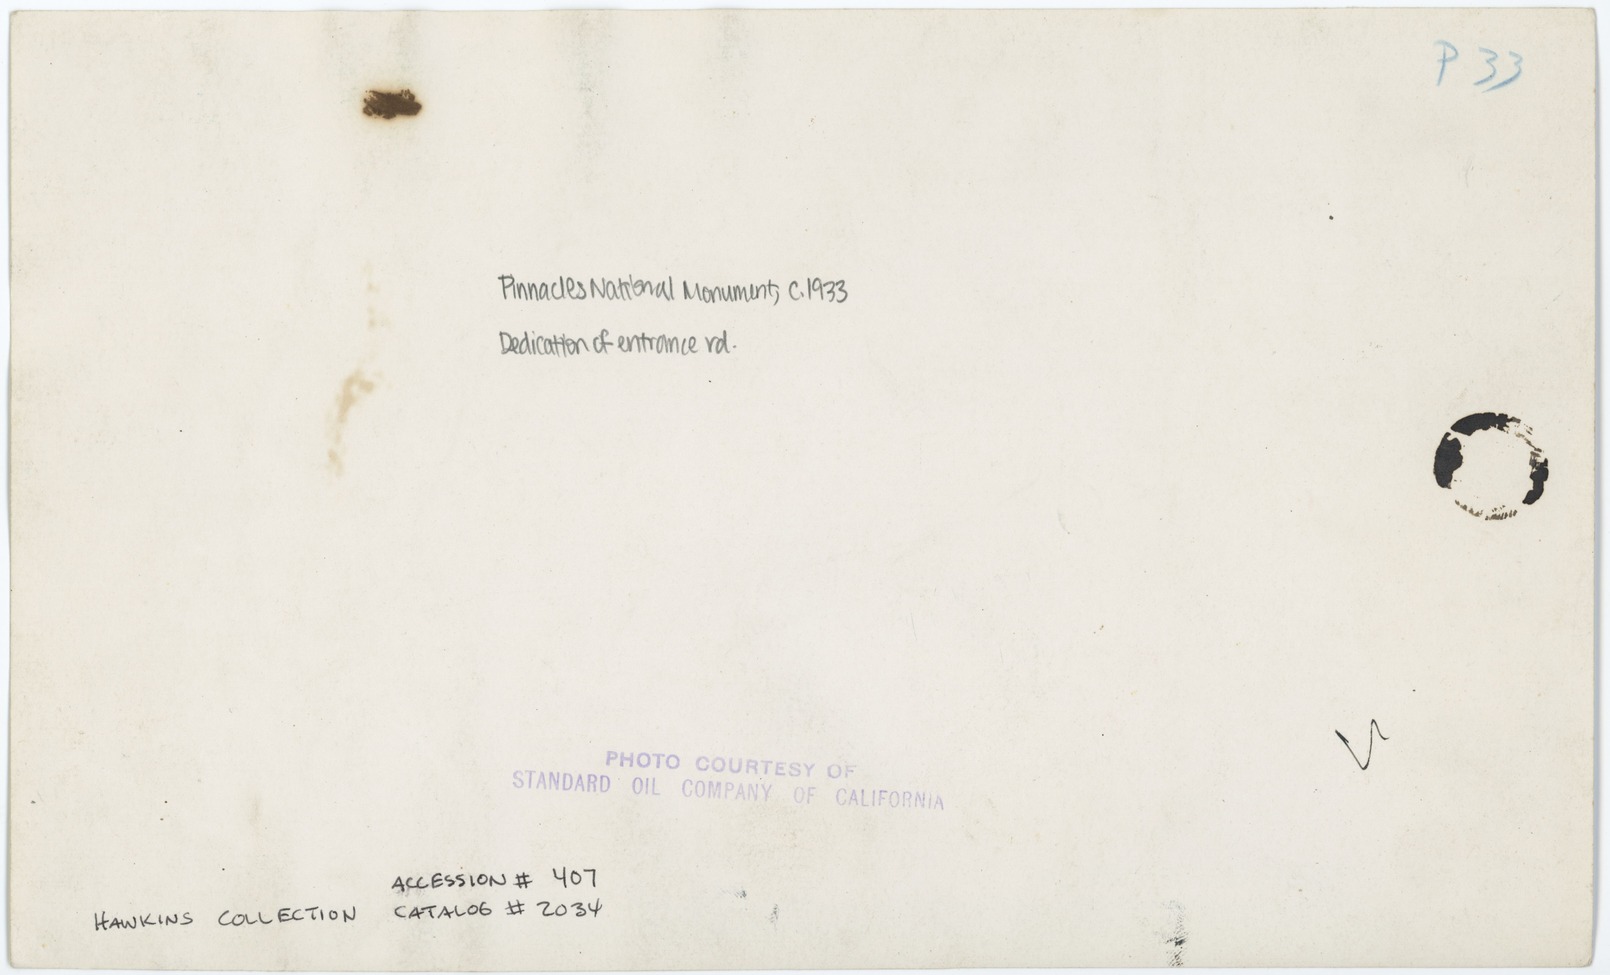 P 33
Pinnacles National Monument, c.1933
Dedication of entrance rd.
PHOTO COURTESY OF
STANDARD OIL COMPANY OF CALIFORNIA
ACCESSION # 407
HAWKINS COLLECTION CATALOG # 2034